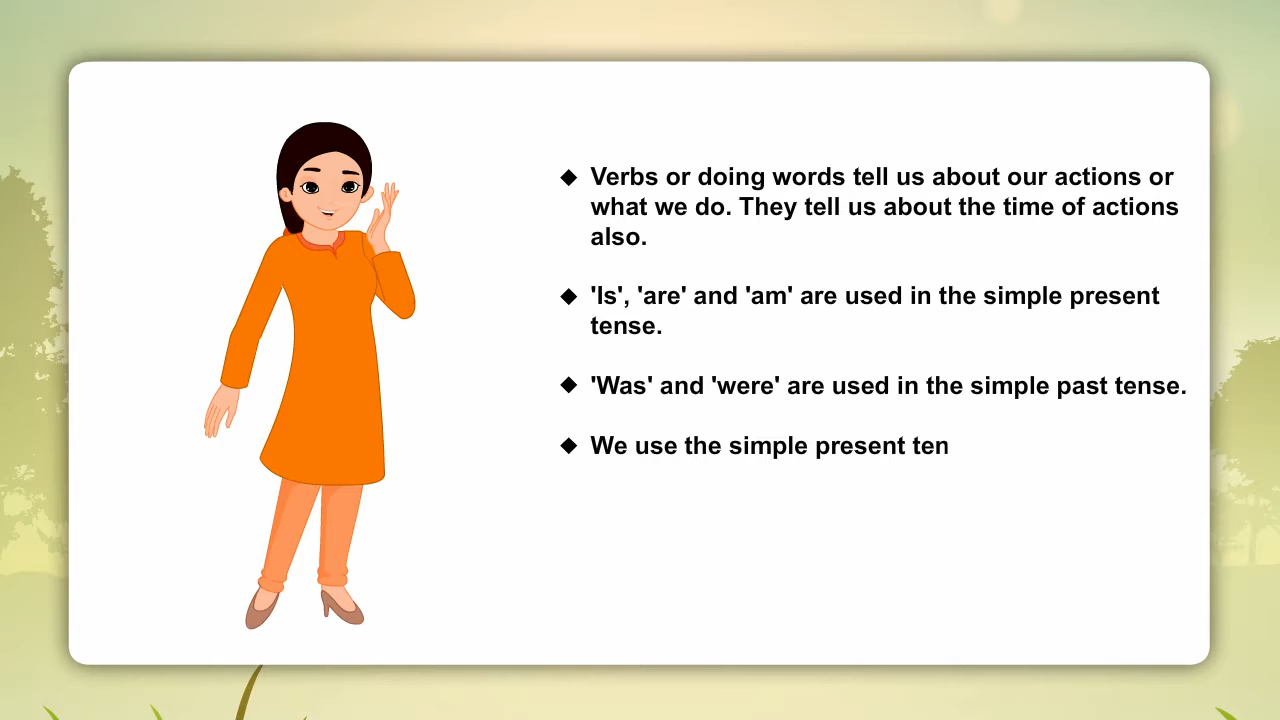 Verbs or doing words tell us about our actions or
what we do. They tell us about the time of actions
also.
'Is', 'are' and 'am' are used in the simple present
tense.
'Was' and 'were' are used in the simple past tense.
We use the simple present ten